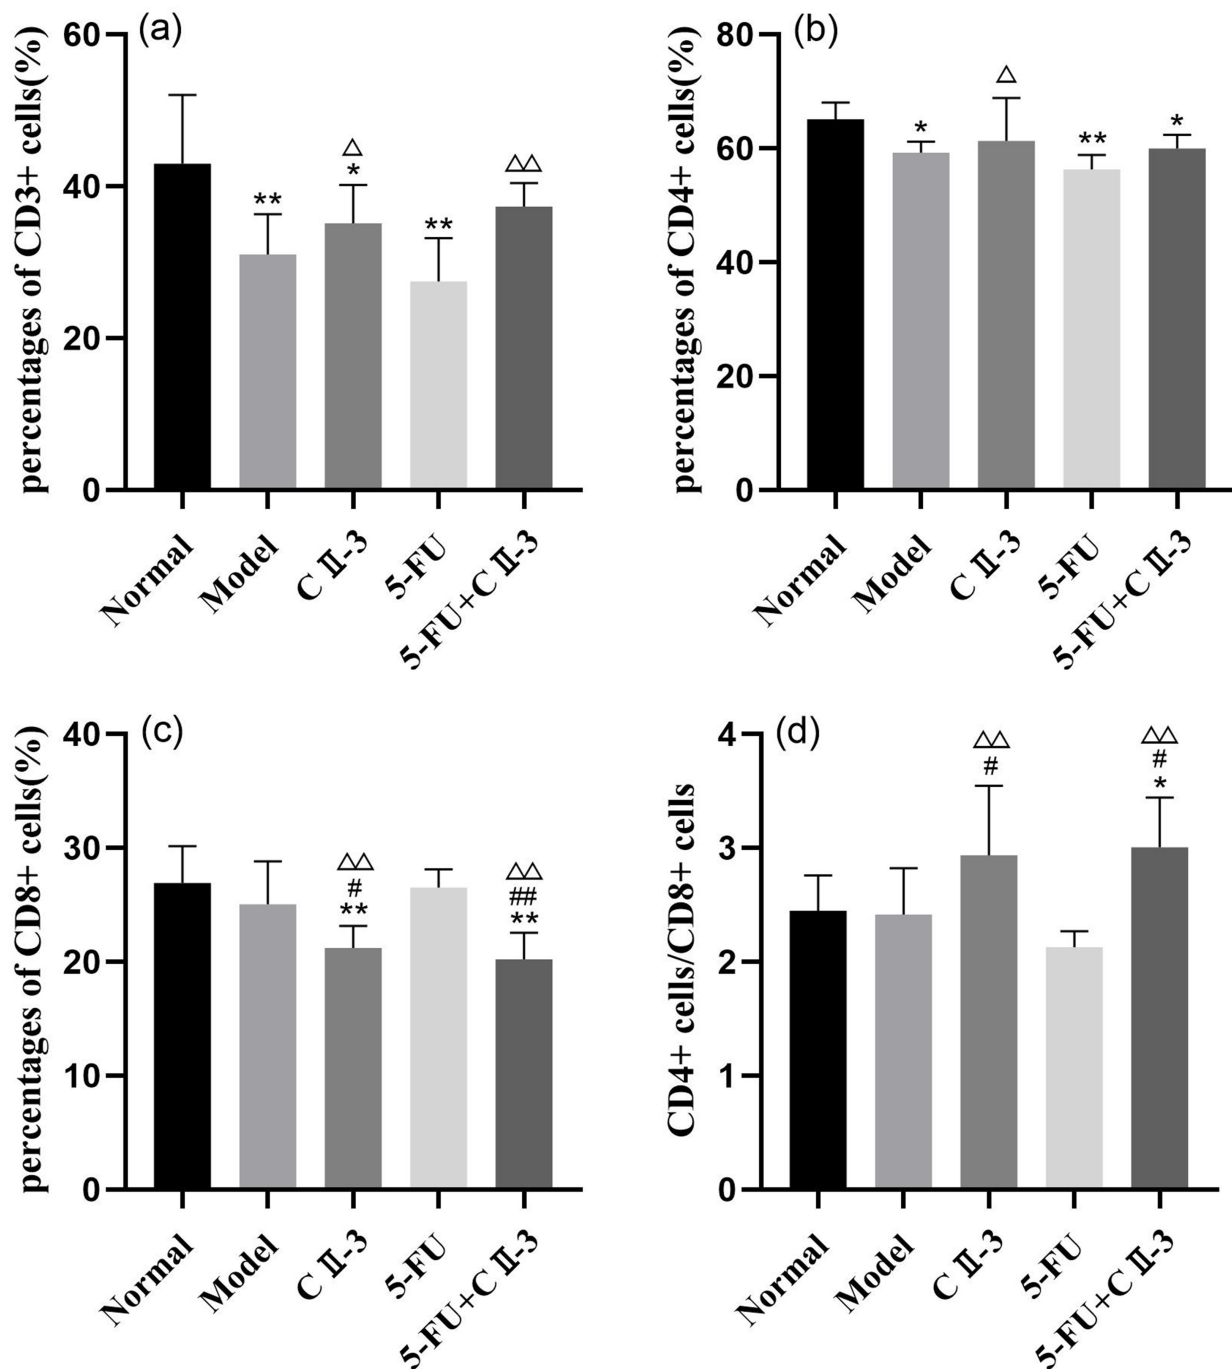 (a)
percentages of CD3+ cells(%)
60
40
20
0
**
△
*
**
△△
Normal
Model
C Ⅱ-3
5-FU
5-FU+C Ⅱ-3
(b)
percentages of CD4+ cells(%)
80
60
40
20
0
*
△
**
*
Normal
Model
C Ⅱ-3
5-FU
5-FU+C Ⅱ-3
(c)
percentages of CD8+ cells(%)
40
30
20
10
0
△△
#
**
△△
##
**
Normal
Model
C Ⅱ-3
5-FU
5-FU+C Ⅱ-3
(d)
CD4+ cells/CD8+ cells
4
3
2
1
0
△△
#
△△
#
*
Normal
Model
C Ⅱ-3
5-FU
5-FU+C Ⅱ-3